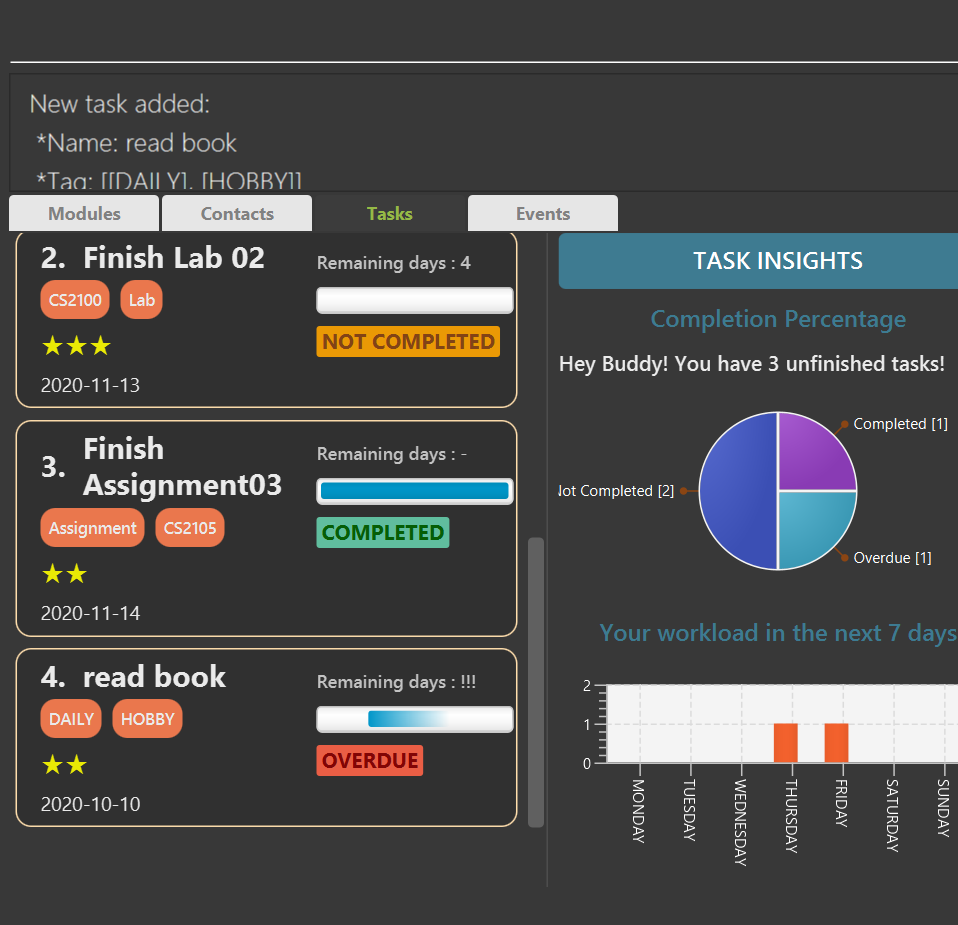 New task added:
*Name: read book
*Tag: [[DAILY], [HOBBY]]
Modules
Contacts
Tasks
Events
2. Finish Lab 02
CS2100 Lab
2020-11-13
Remaining days : 4
NOT COMPLETED
3. Finish
Assignment03
Assignment CS2105
2020-11-14
Remaining days : -
COMPLETED
4. read book
DAILY HOBBY
2020-10-10
Remaining days : !!!
OVERDUE
TASK INSIGHTS
Completion Percentage
Hey Buddy! You have 3 unfinished tasks!
Completed [1]
Not Completed [2]
Overdue [1]
Your workload in the next 7 days
2
1
0
MONDAY
TUESDAY
WEDNESDAY
THURSDAY
FRIDAY
SATURDAY
SUNDAY